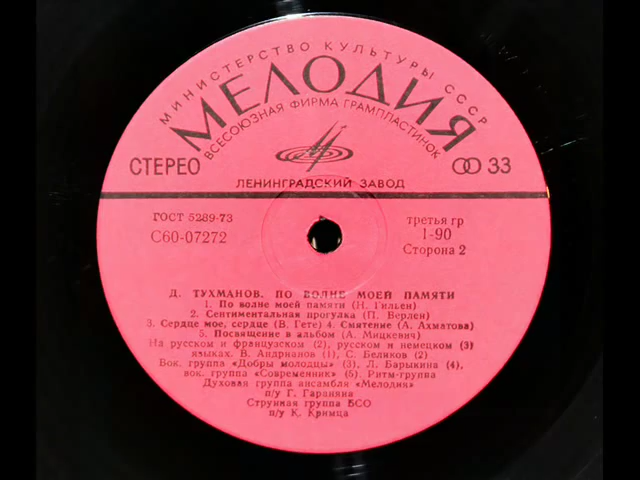 МИНИСТЕРСТВО КУЛЬТУРЫ СССР
МЕЛОДИЯ
ВСЕСОЮЗНАЯ ФИРМА ГРАМПЛАСТИНОК
СТЕРЕО
33
ЛЕНИНГРАДСКИЙ ЗАВОД
ГОСТ 5289-73
третья гр
С60-07272
1-90
Сторона 2
Д. ТУХМАНОВ. ПО ВОЛНЕ МОЕЙ ПАМЯТИ
1. По волне моей памяти (Н. Гильен)
2. Сентиментальная прогулка (П. Верлен)
3. Сердце мое, сердце (В. Гете) 4. Смятение (А. Ахматова)
5. Посвящение в альбом (А. Мицкевич)
На русском и французском (2), русском и немецком (3)
языках. В. Андрианов (1), С. Беликов (2)
Вок. группа «Добры молодцы» (3), Л. Барыкина (4),
вок. группа «Современник» (5). Ритм-группа
Духовая группа ансамбля «Мелодия»
п/у Г. Гараняна
Струнная группа БСО
п/у К. Кримца